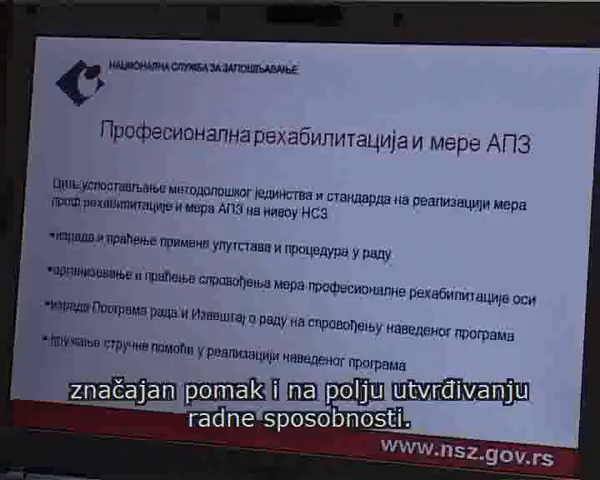 НАЦИОНАЛНА СЛУЖБА ЗА ЗАПОШЉАВАЊЕ
Професионална рехабилитација и мере АПЗ
Циљ: успостављање методолошког јединства и стандарда на реализацији мера
проф.рехабилитације и мера АПЗ на нивоу НСЗ
▪израда и праћење примене упутстава и процедура у раду
▪организовање и праћење спровођења мера професионалне рехабилитације оси
▪израда Програма рада и Извештај о раду на спровођењу наведеног програма
▪пружање стручне помоћи у реализацији наведеног програма
značajan pomak i na polju utvrđivanju
radne sposobnosti.
www.nsz.gov.rs